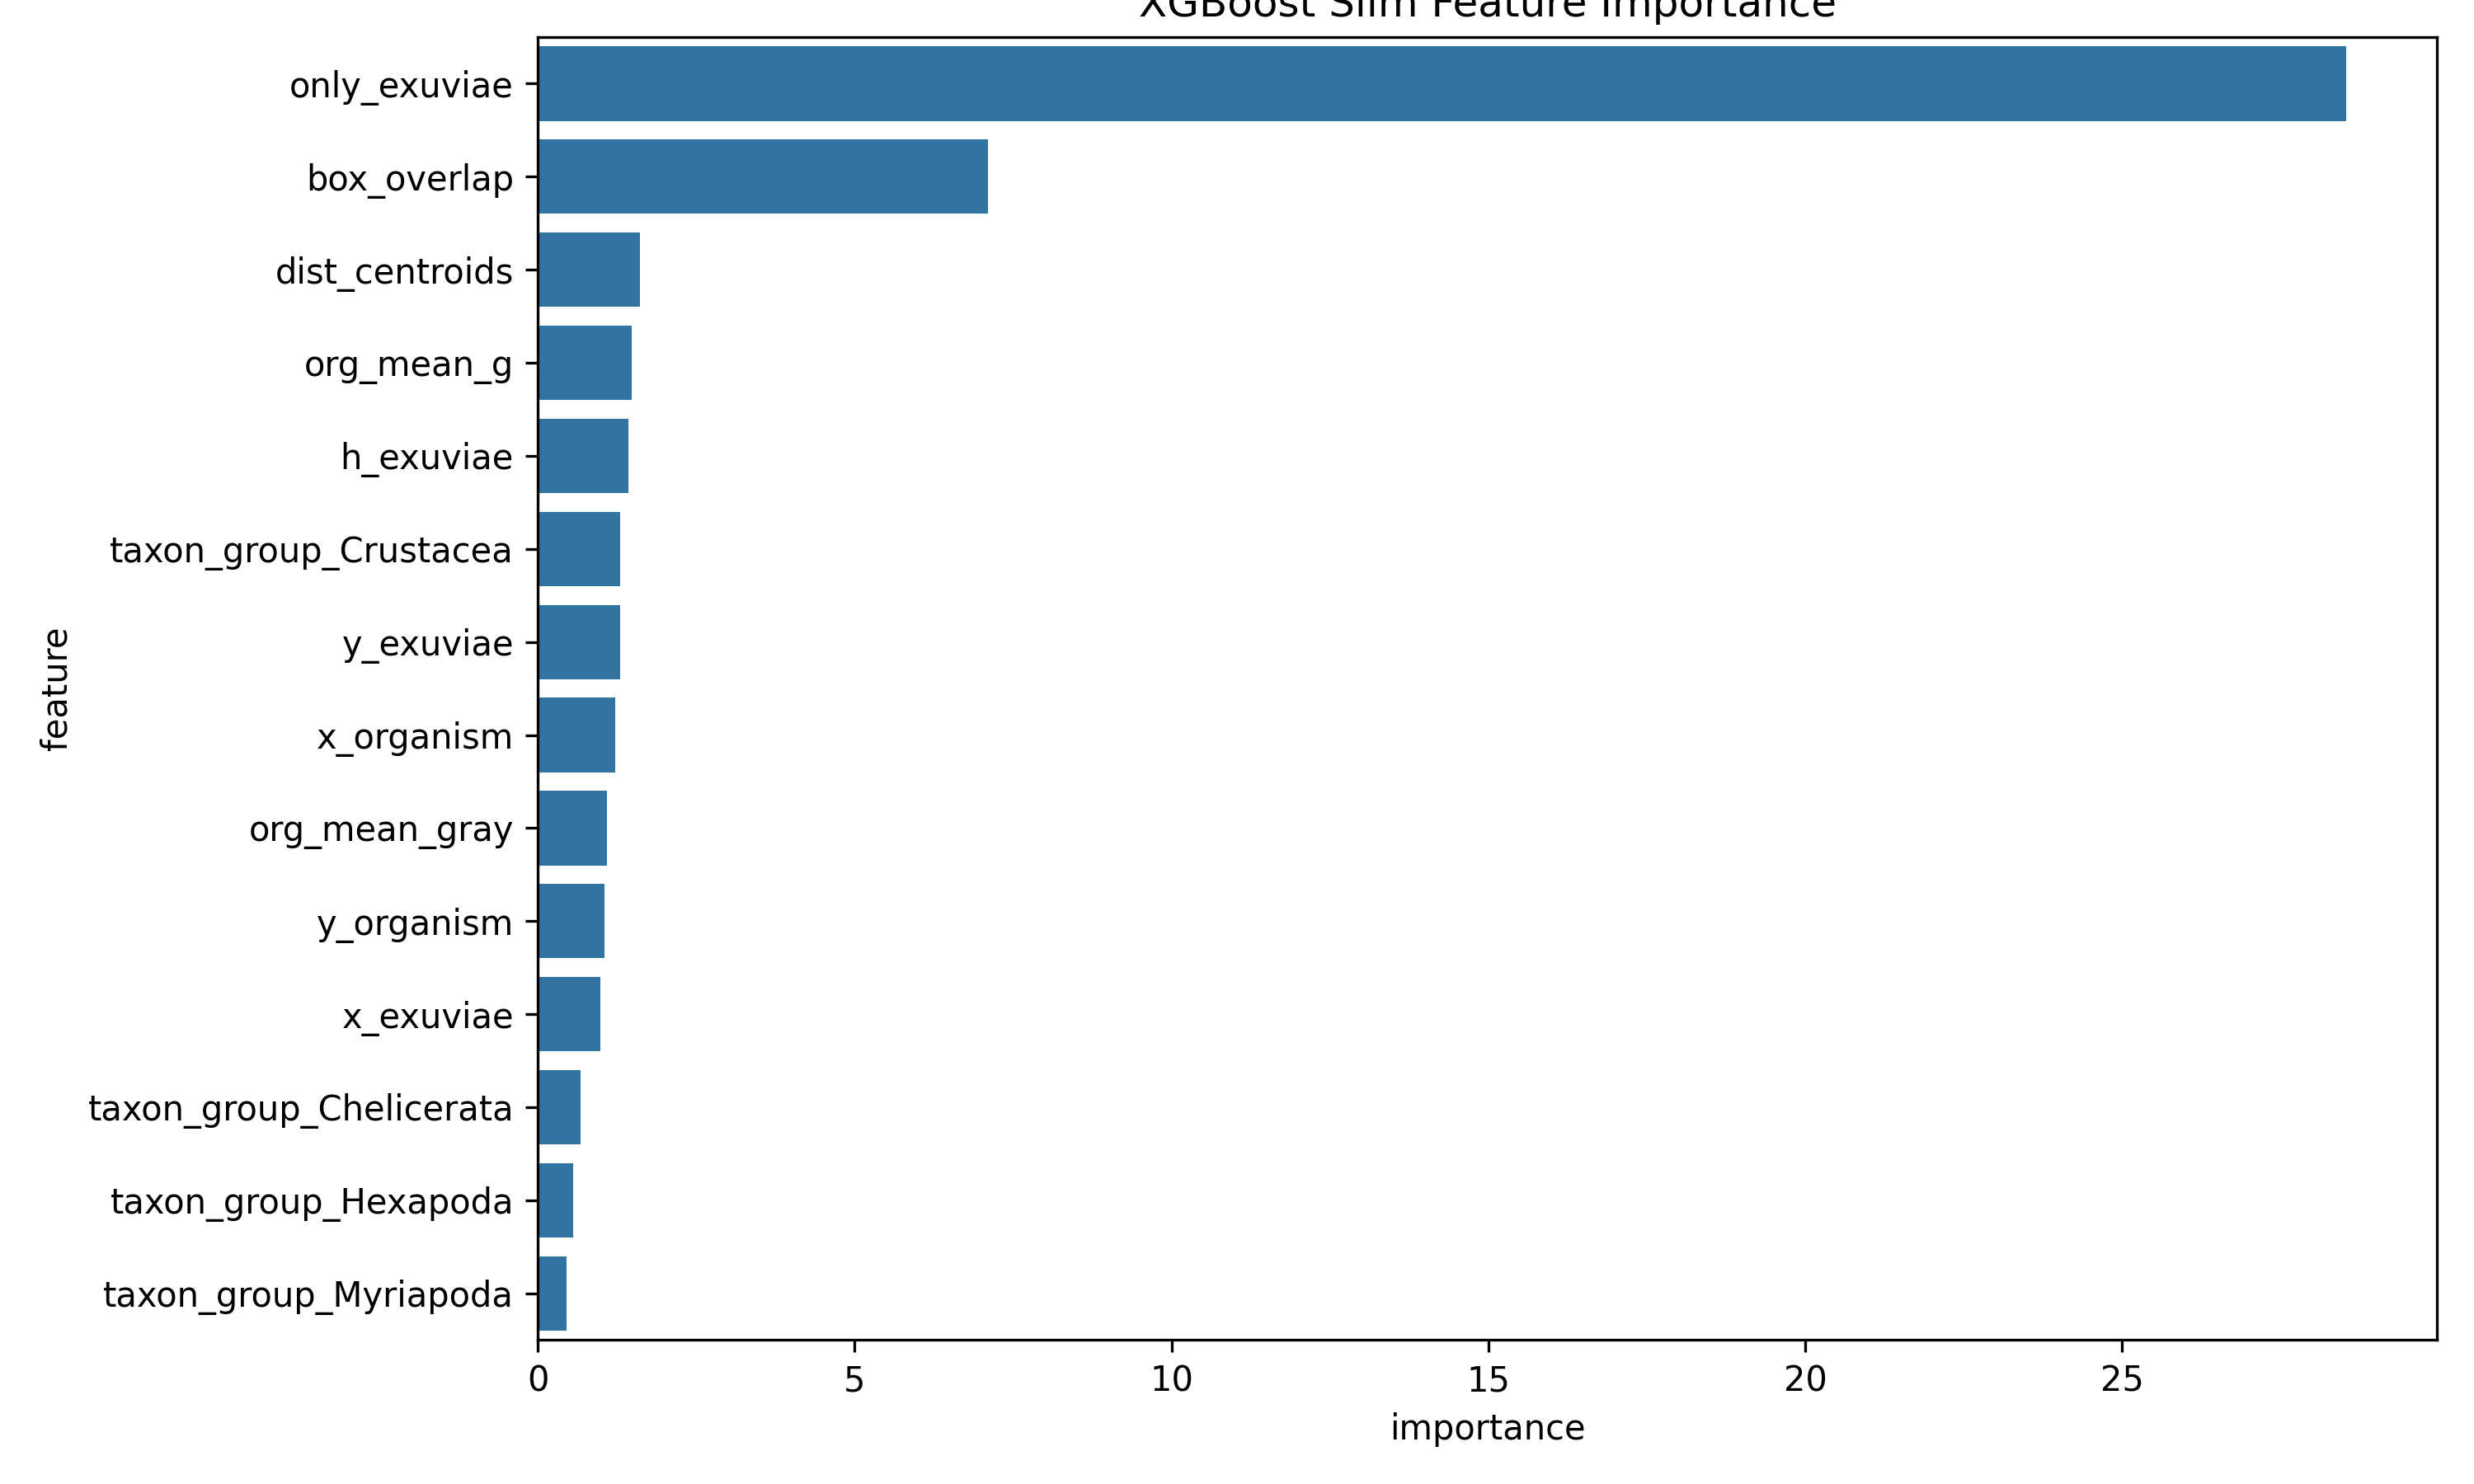 XGBoost Slim Feature Importance
only_exuviae
box_overlap
dist_centroids
org_mean_g
h_exuviae
taxon_group_Crustacea
y_exuviae
x_organism
org_mean_gray
y_organism
x_exuviae
taxon_group_Chelicerata
taxon_group_Hexapoda
taxon_group_Myriapoda
feature
0 5 10 15 20 25
importance